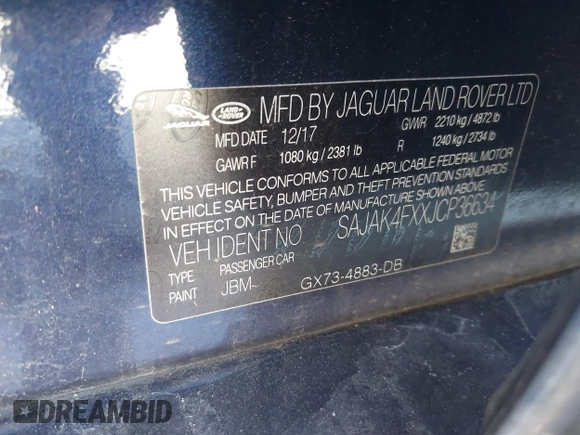 JAGUAR LAND-ROVER MFD BY JAGUAR LAND ROVER LTD
MFD DATE 12/17 GWR 2210 kg / 4872 lb
GAWR F 1080 kg / 2381 lb R 1240 kg / 2734 lb
THIS VEHICLE CONFORMS TO ALL APPLICABLE FEDERAL MOTOR
VEHICLE SAFETY, BUMPER AND THEFT PREVENTION STANDARDS
IN EFFECT ON THE DATE OF MANUFACTURE SHOWN ABOVE
VEH IDENT NO SAJAK4FXXJCP36634
TYPE PASSENGER CAR
PAINT JBM GX73-4883-DB
DREAMBID